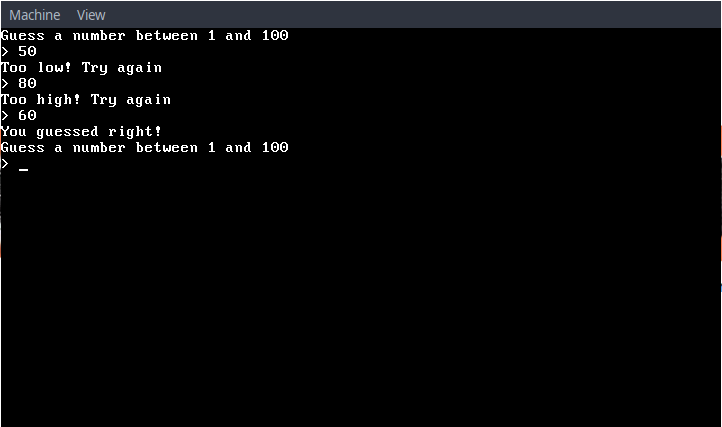 Machine View
Guess a number between 1 and 100
> 50
Too low! Try again
> 80
Too high! Try again
> 60
You guessed right!
Guess a number between 1 and 100
> _